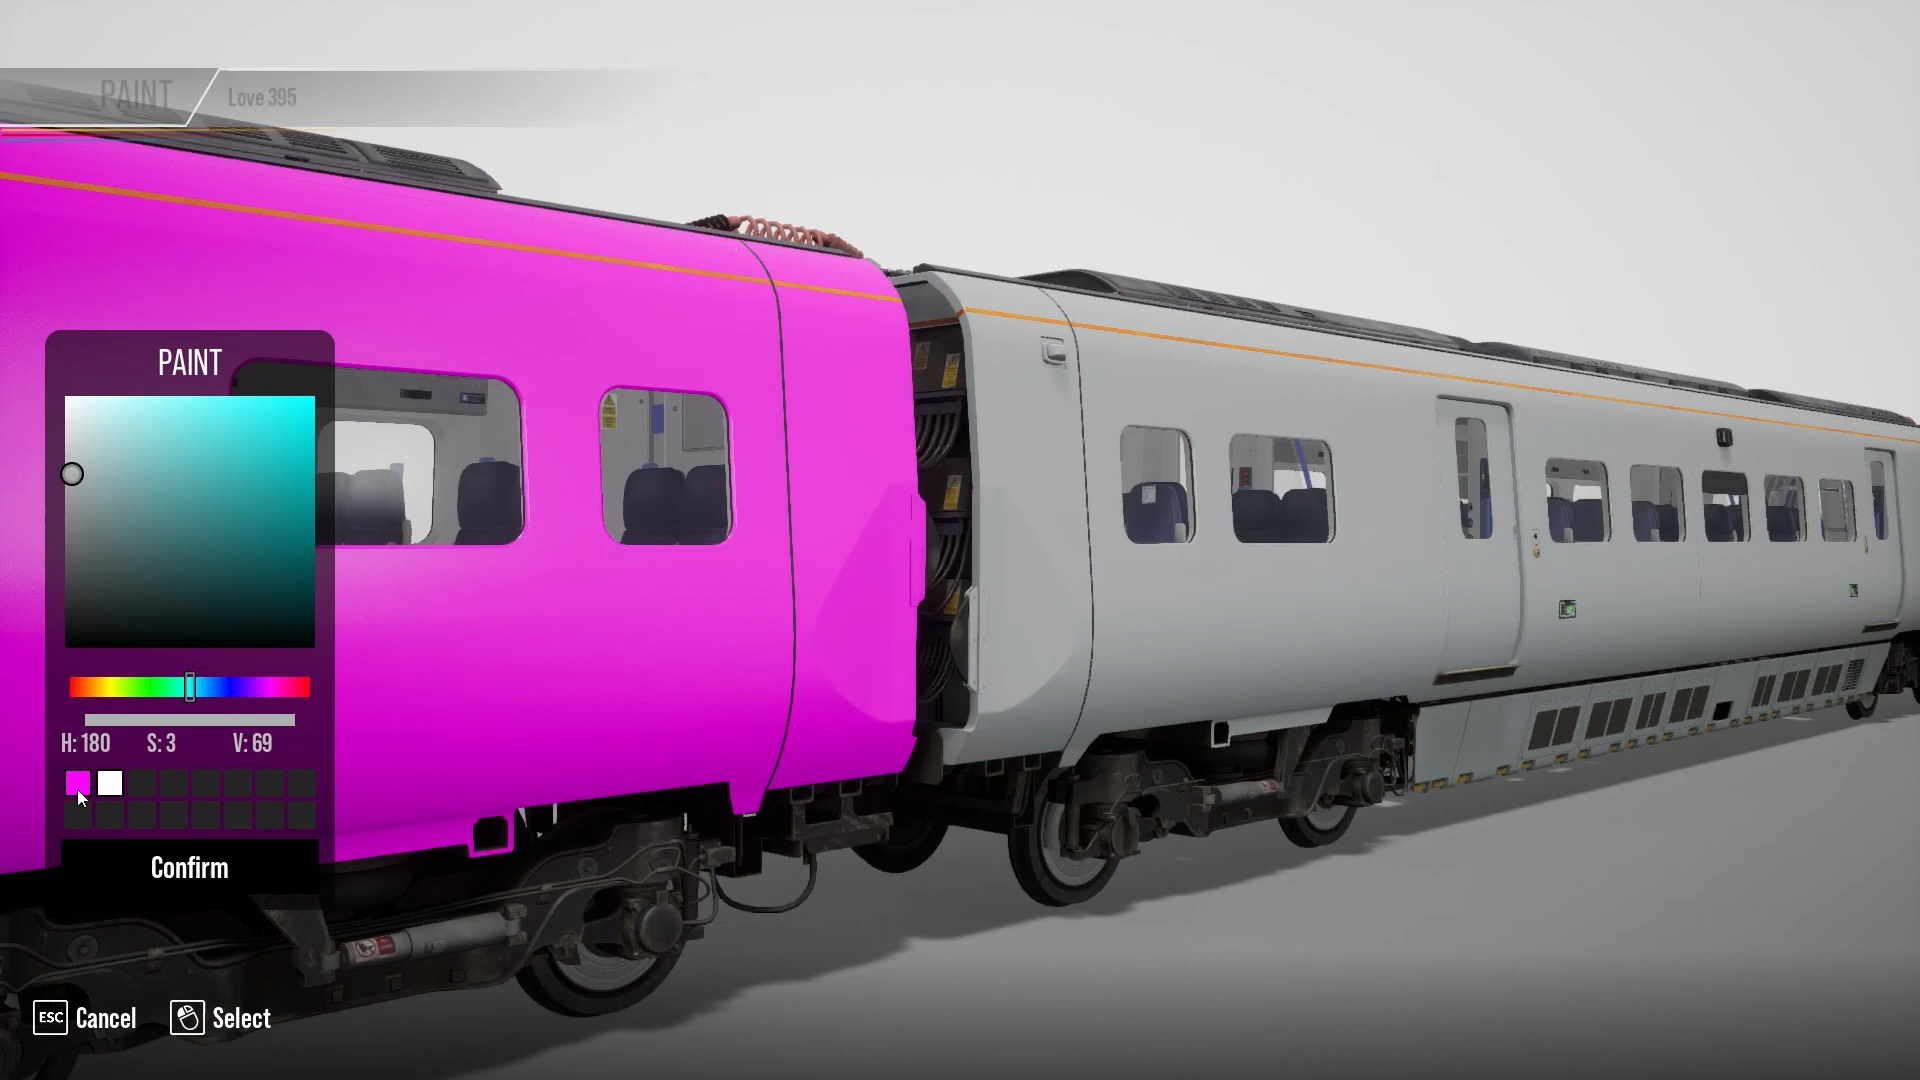 PAINT
Love 395
PAINT
H: 180 S: 3 V: 69
Confirm
ESC Cancel Select